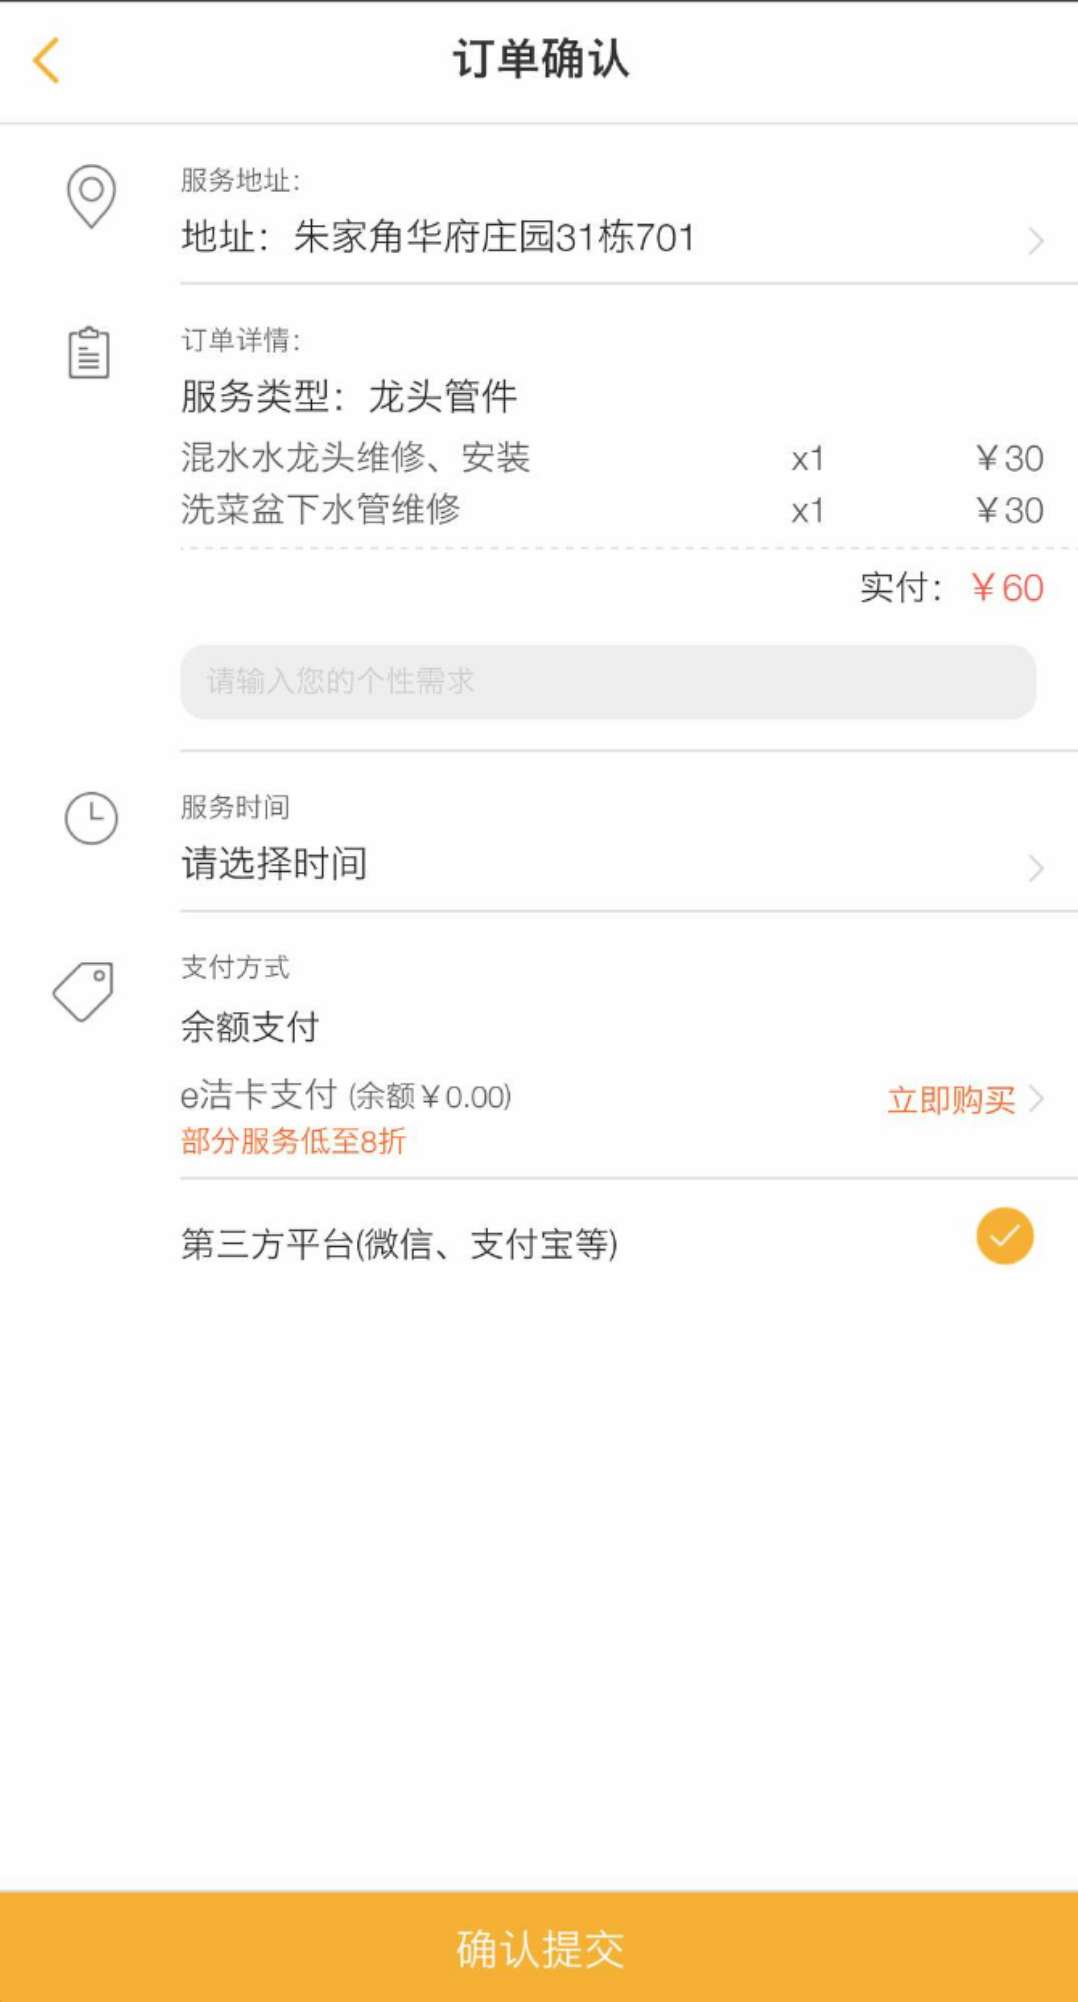 订单确认
服务地址：
地址：朱家角华府庄园31栋701
订单详情：
服务类型：龙头管件
混水水龙头维修、安装 x1 ￥30
洗菜盆下水管维修 x1 ￥30
实付：￥60
请输入您的个性需求
服务时间
请选择时间
支付方式
余额支付
e洁卡支付 (余额￥0.00) 立即购买
部分服务低至8折
第三方平台(微信、支付宝等)
确认提交